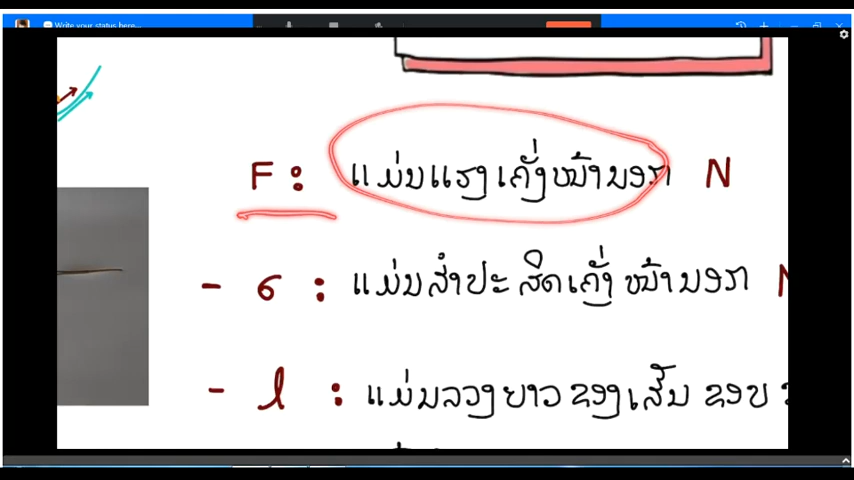 Write your status here...
F: ແມ່ນແຮງເຄັ່ງໜ້ານອກ N
- σ : ແມ່ນສຳປະສິດເຄັ່ງໜ້ານອກ
- l : ແມ່ນລວງຍາວຂອງເສັ້ນຂອບ